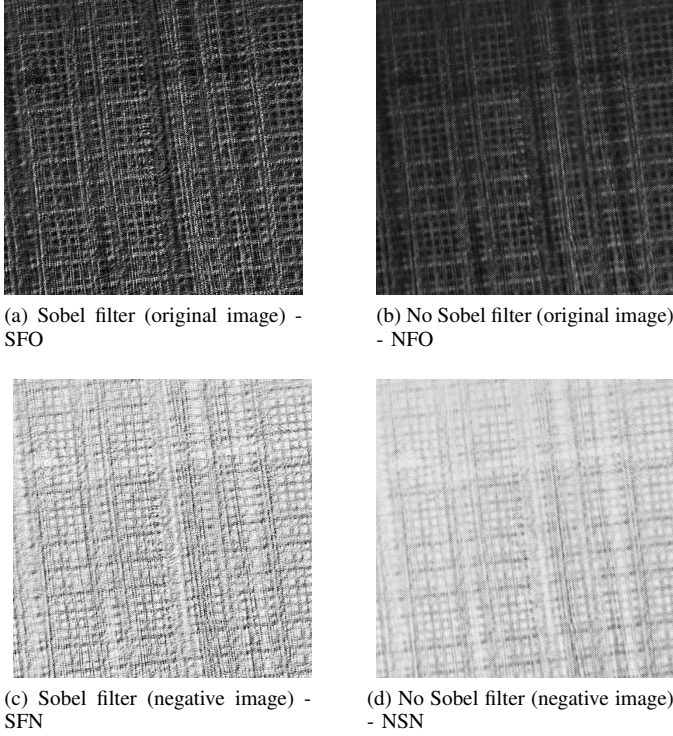 (a) Sobel filter (original image) -
SFO
(b) No Sobel filter (original image)
- NFO
(c) Sobel filter (negative image) -
SFN
(d) No Sobel filter (negative image)
- NSN